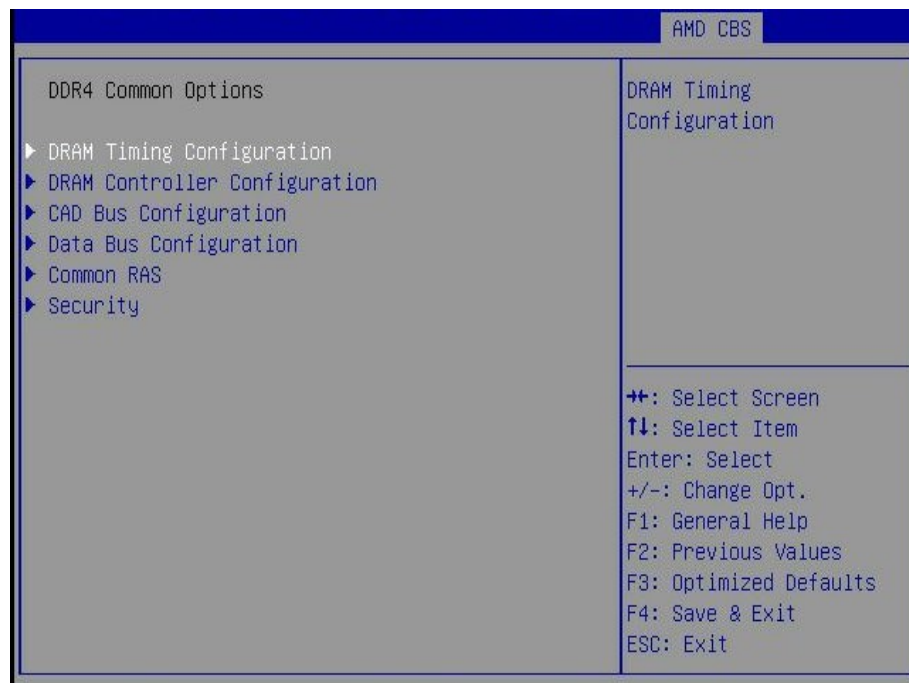 AMD CBS
DDR4 Common Options
DRAM Timing Configuration
DRAM Controller Configuration
CAD Bus Configuration
Data Bus Configuration
Common RAS
Security
DRAM Timing
Configuration
→←: Select Screen
↑↓: Select Item
Enter: Select
+/-: Change Opt.
F1: General Help
F2: Previous Values
F3: Optimized Defaults
F4: Save & Exit
ESC: Exit